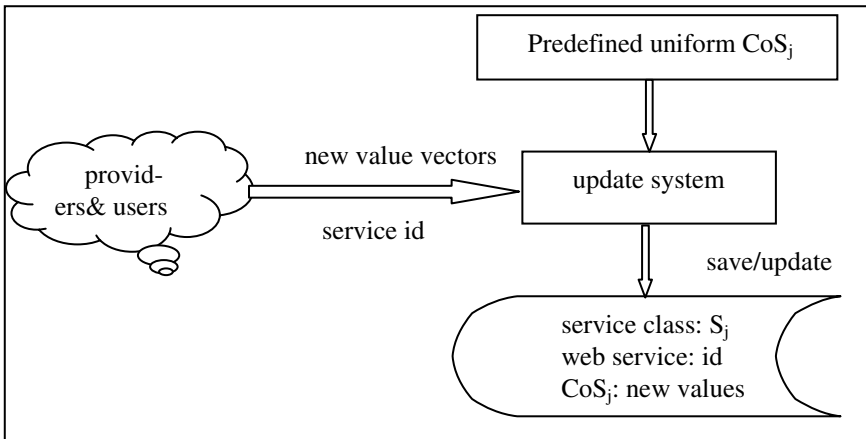 Predefined uniform CoSj
new value vectors
provid-
ers& users
update system
service id
save/update
service class: Sj
web service: id
CoSj: new values